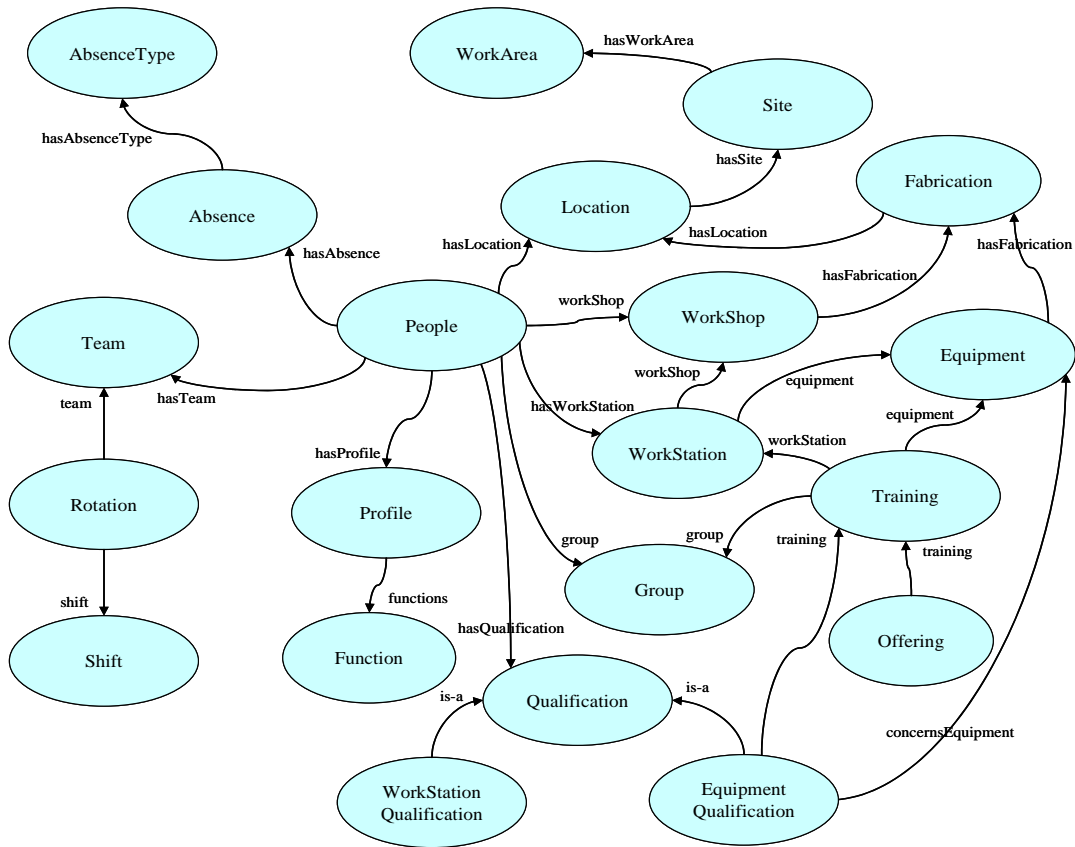 AbsenceType
WorkArea
hasWorkArea
Site
hasAbsenceType
hasSite
Fabrication
Absence
Location
hasLocation
hasLocation
hasFabrication
hasAbsence
hasFabrication
workShop
People
WorkShop
Team
Equipment
workShop
equipment
team
hasTeam
hasWorkStation
equipment
workStation
WorkStation
hasProfile
Rotation
Profile
Training
group
group
training
training
Group
shift
functions
hasQualification
Offering
Shift
Function
is-a
is-a
Qualification
concernsEquipment
WorkStation
Qualification
Equipment
Qualification